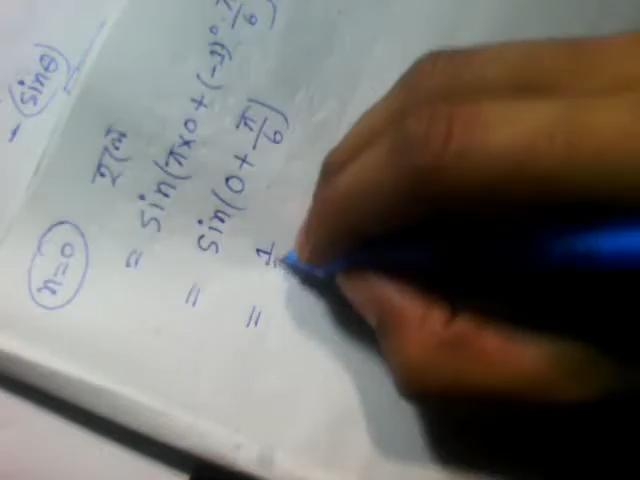 - (sinθ)
n=0 হলে
= sin(π×0+(-1)⁰·π/6)
= sin(0+π/6)
= 1